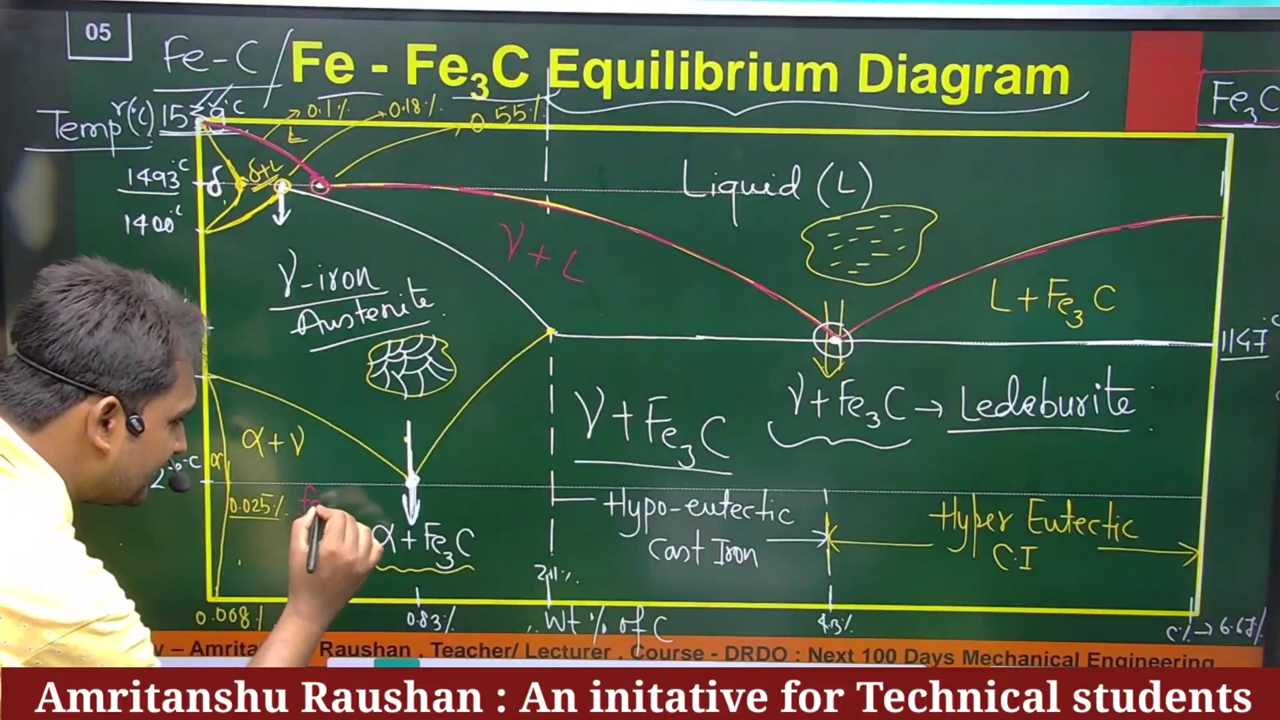 05
Fe-C / Fe - Fe3C Equilibrium Diagram
Fe3C
Temp r(°C) 1539°C
0.1%
0.18%
0.55%
L
1493°C
δ
δ+L
Liquid (L)
1400°C
γ+L
γ-iron
Austenite
L + Fe3C
1147°C
γ+Fe3C → Ledeburite
γ+Fe3C
α+γ
α
0.025%
α+Fe3C
Hypo-eutectic
Cast Iron
Hyper Eutectic
C.I
2.11%
0.008%
0.83%
Wt % of C
4.3%
C% → 6.67%
Raushan , Teacher/ Lecturer , Course - DRDO : Next 100 Days Mechanical Engineering
Amritanshu Raushan : An initative for Technical students